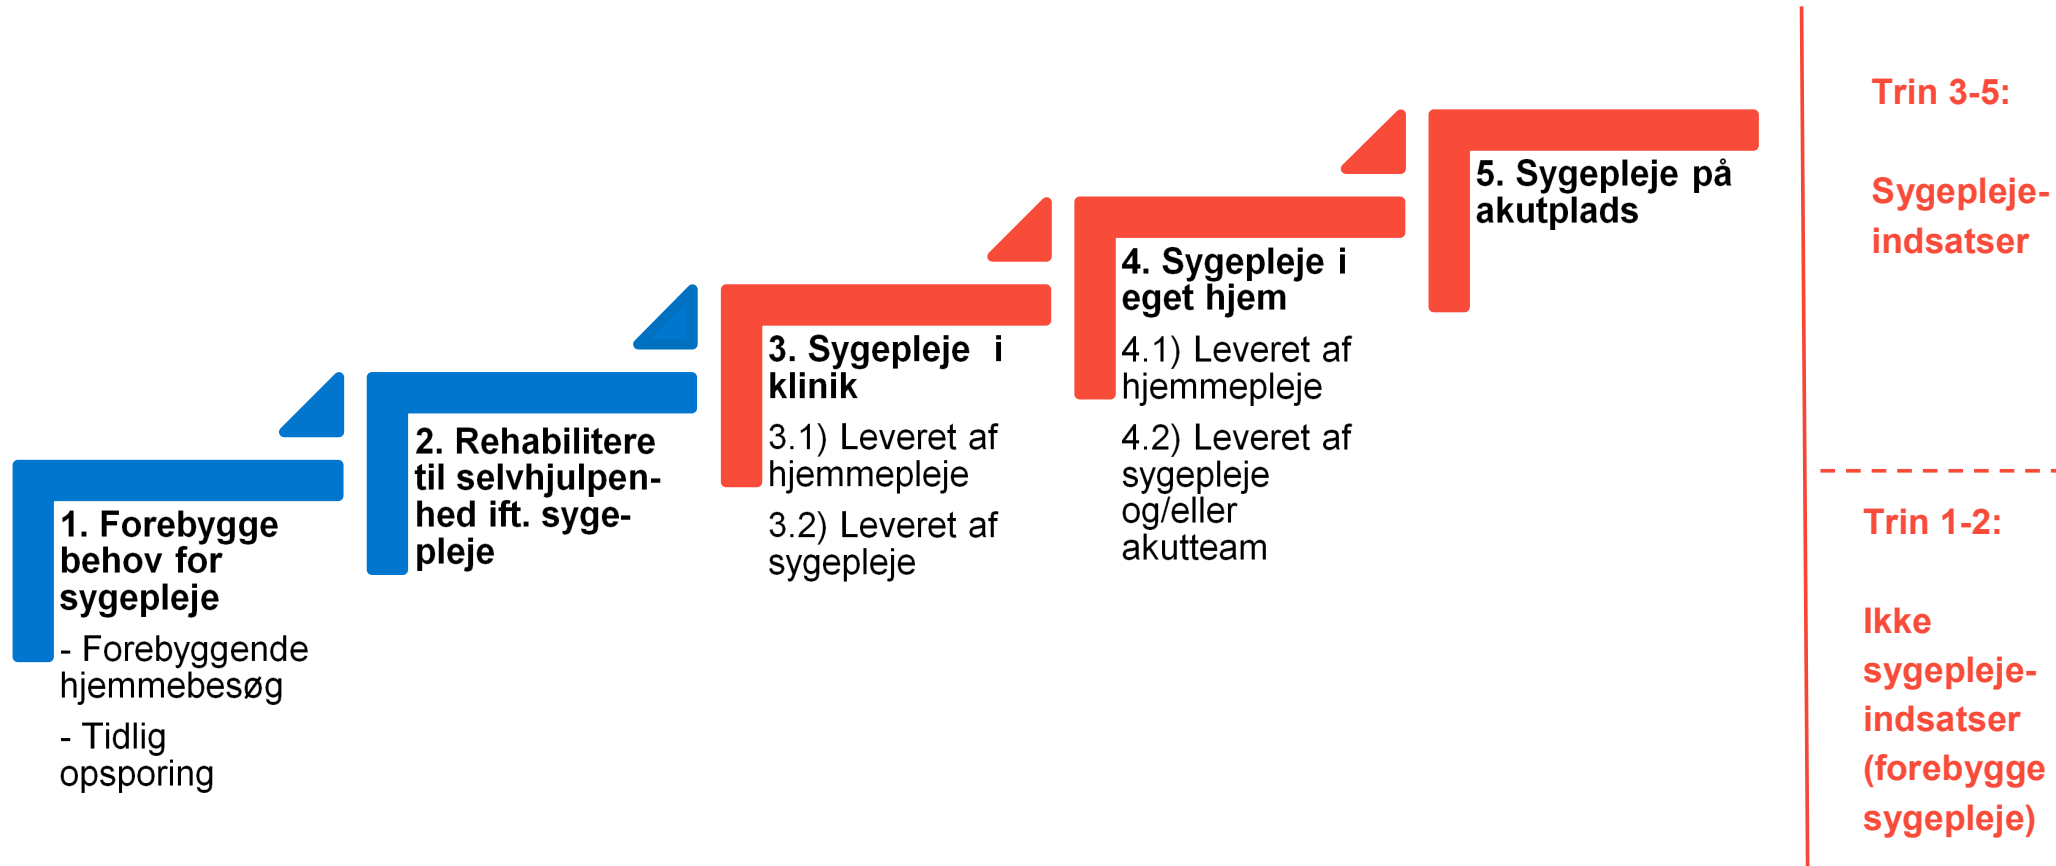 1. Forebygge
behov for
sygepleje
- Forebyggende
hjemmebesøg
- Tidlig
opsporing
2. Rehabilitere
til selvhjulpen-
hed ift. syge-
pleje
3. Sygepleje i
klinik
3.1) Leveret af
hjemmepleje
3.2) Leveret af
sygepleje
4. Sygepleje i
eget hjem
4.1) Leveret af
hjemmepleje
4.2) Leveret af
sygepleje
og/eller
akutteam
5. Sygepleje på
akutplads
Trin 3-5:
Sygepleje-
indsatser
Trin 1-2:
Ikke
sygepleje-
indsatser
(forebygge
sygepleje)